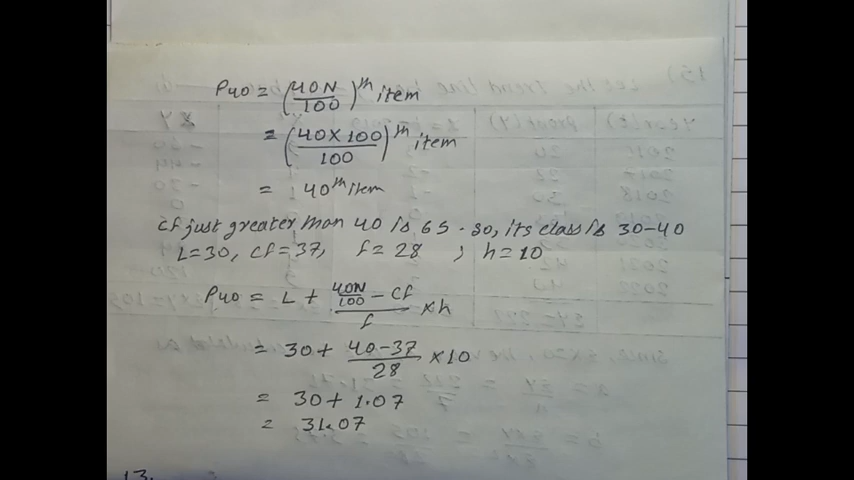 P40 = (40N/100)th item
= (40×100/100)th item
= 40th item
cf just greater than 40 is 65. so, its class is 30-40
L=30, cf=37, f=28 ; h=10
P40 = L + (40N/100 - cf)/f × h
= 30 + (40-37)/28 ×10
= 30 + 1.07
= 31.07
13.